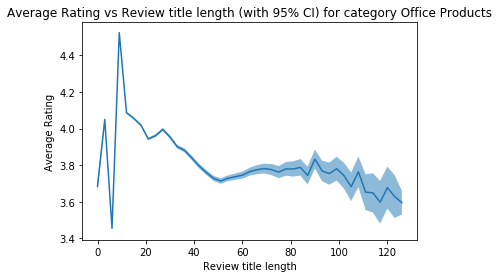 Average Rating vs Review title length (with 95% CI) for category Office Products
4.4
4.2
4.0
3.8
3.6
3.4
Average Rating
0 20 40 60 80 100 120
Review title length